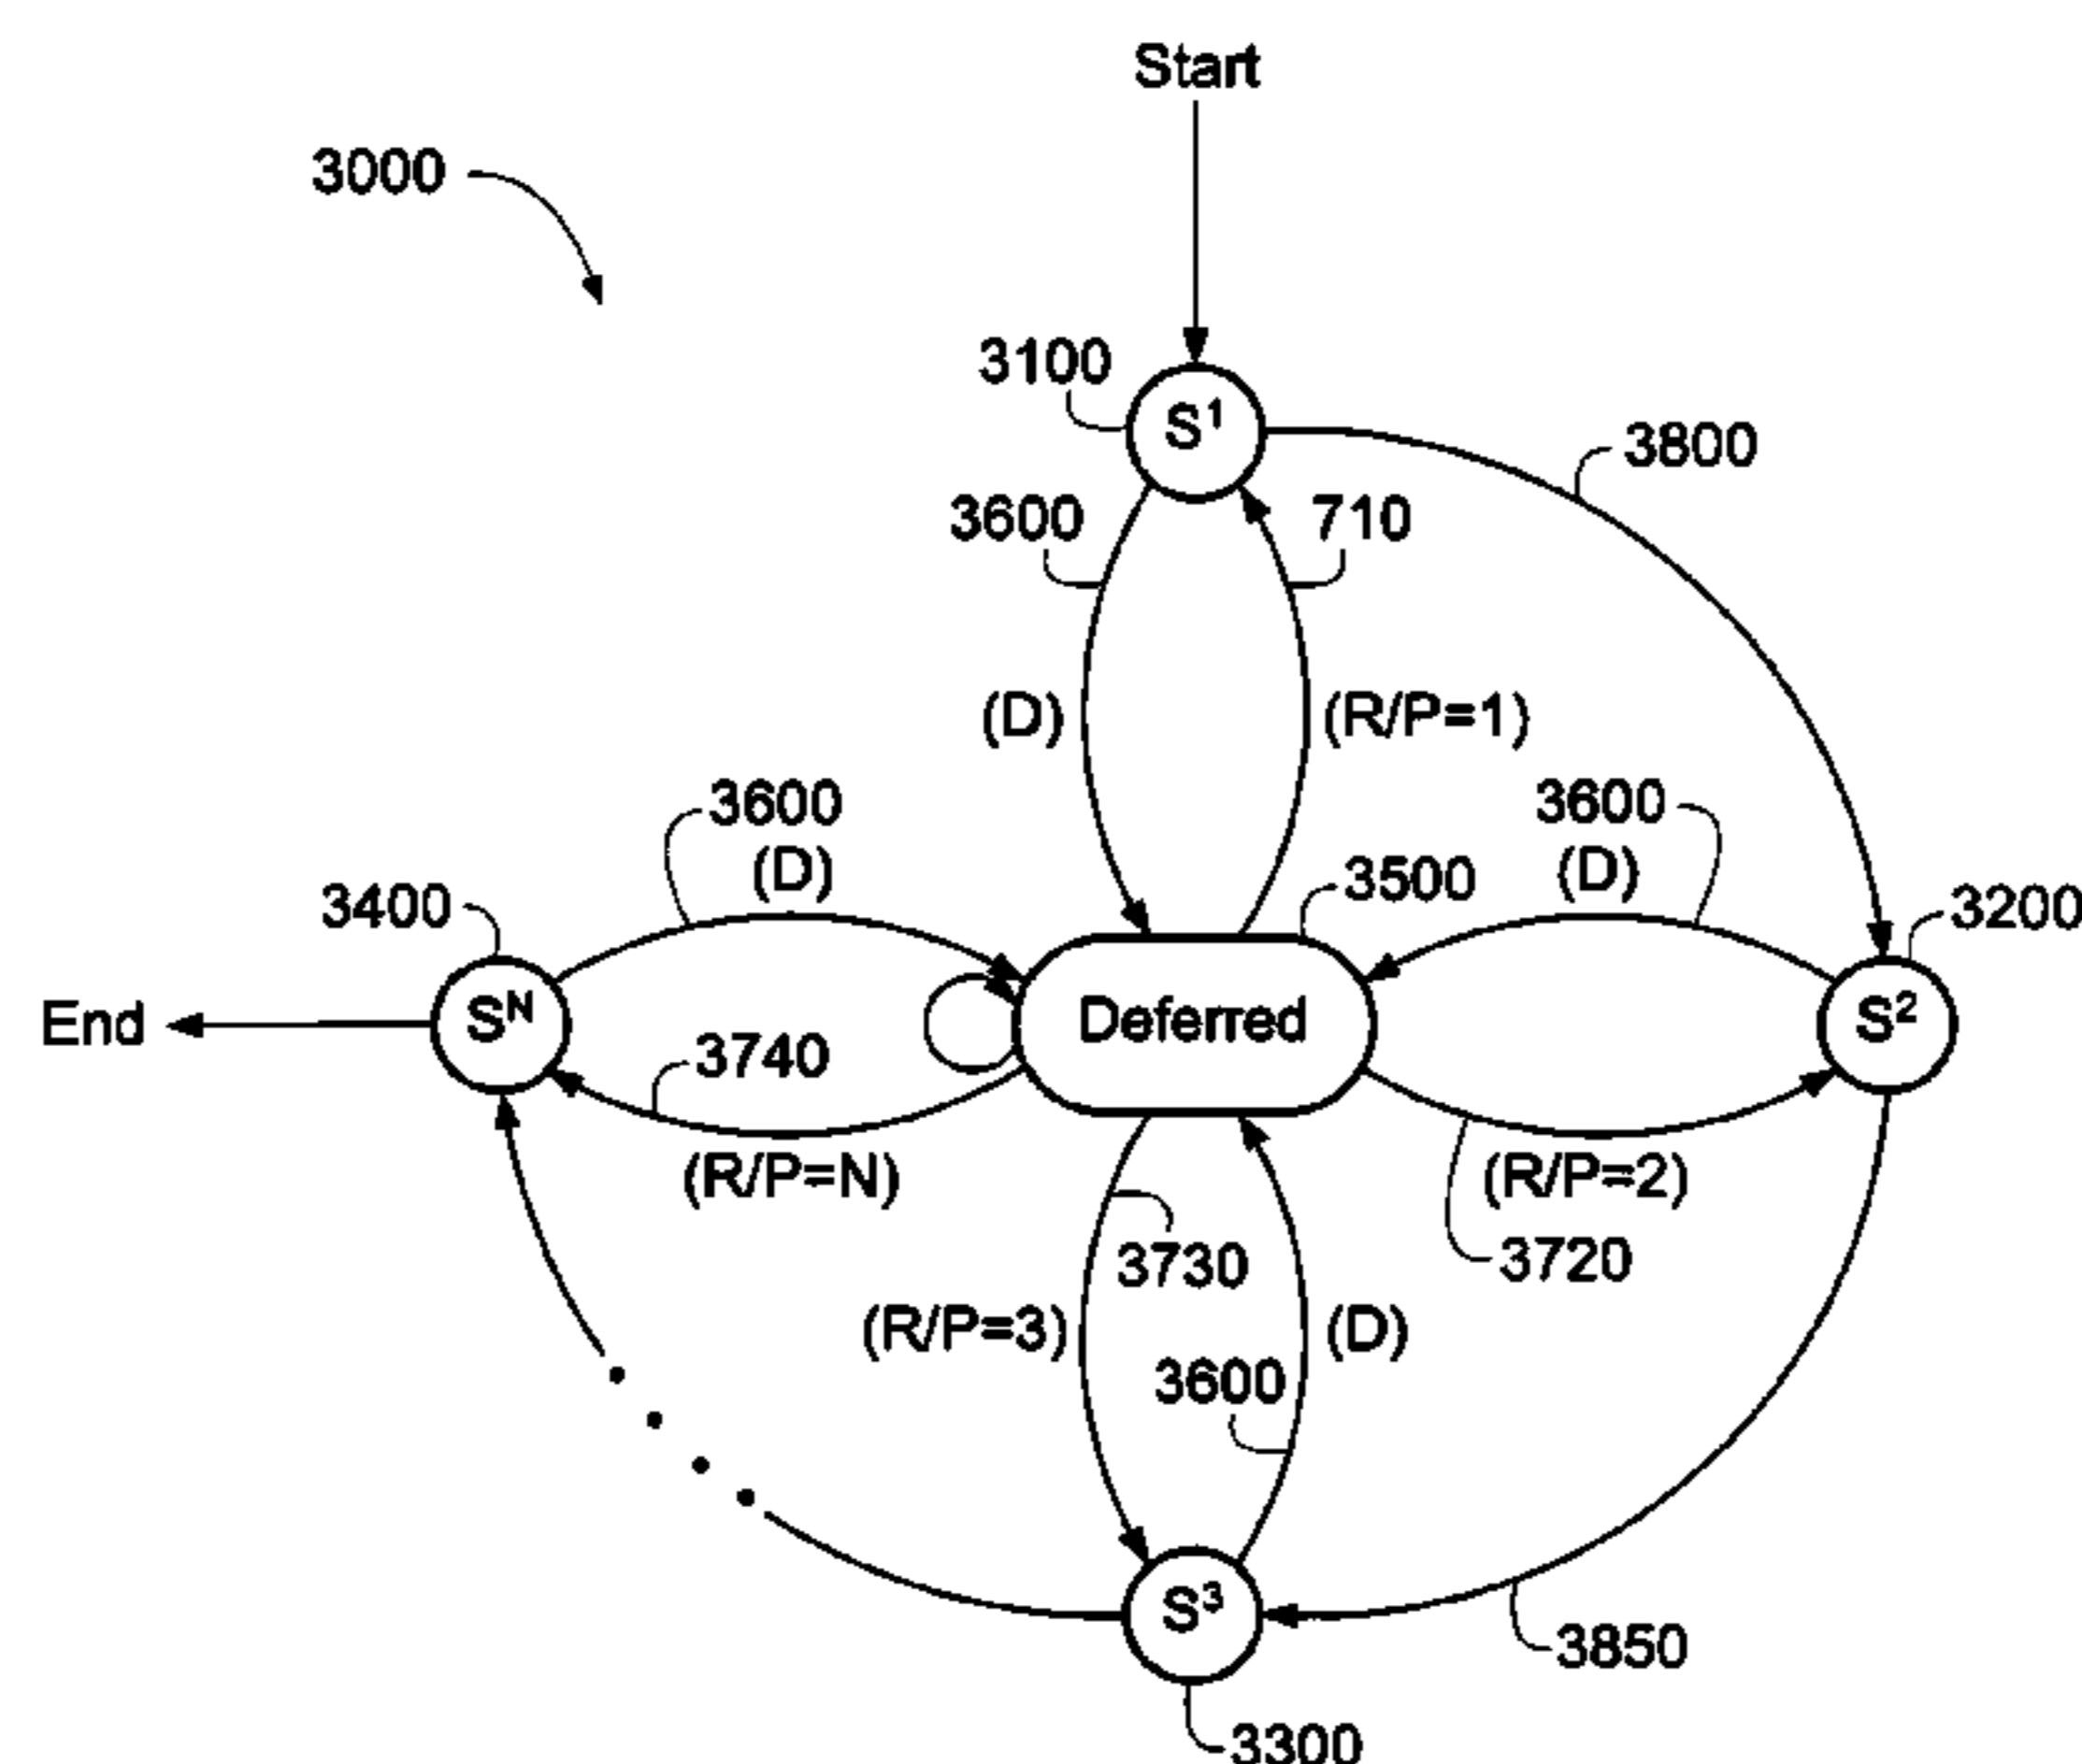 Start
3000
3100
S1
3800
3600
710
(D)
(R/P=1)
3600
(D)
3600
(D)
3400
3500
3200
End
SN
Deferred
S2
3740
(R/P=N)
(R/P=2)
3730
3720
(R/P=3)
(D)
3600
S3
3850
3300